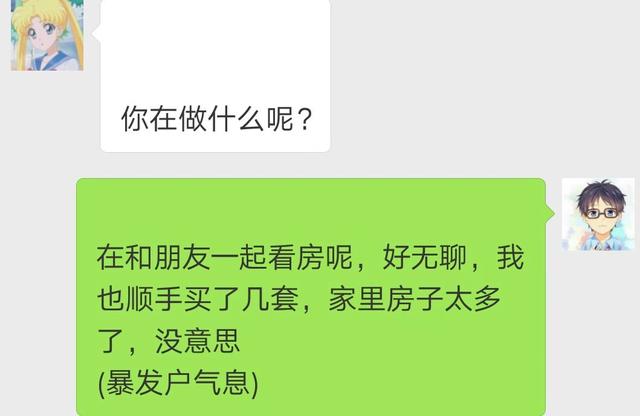 你在做什么呢?
在和朋友一起看房呢，好无聊，我
也顺手买了几套，家里房子太多
了，没意思
(暴发户气息)